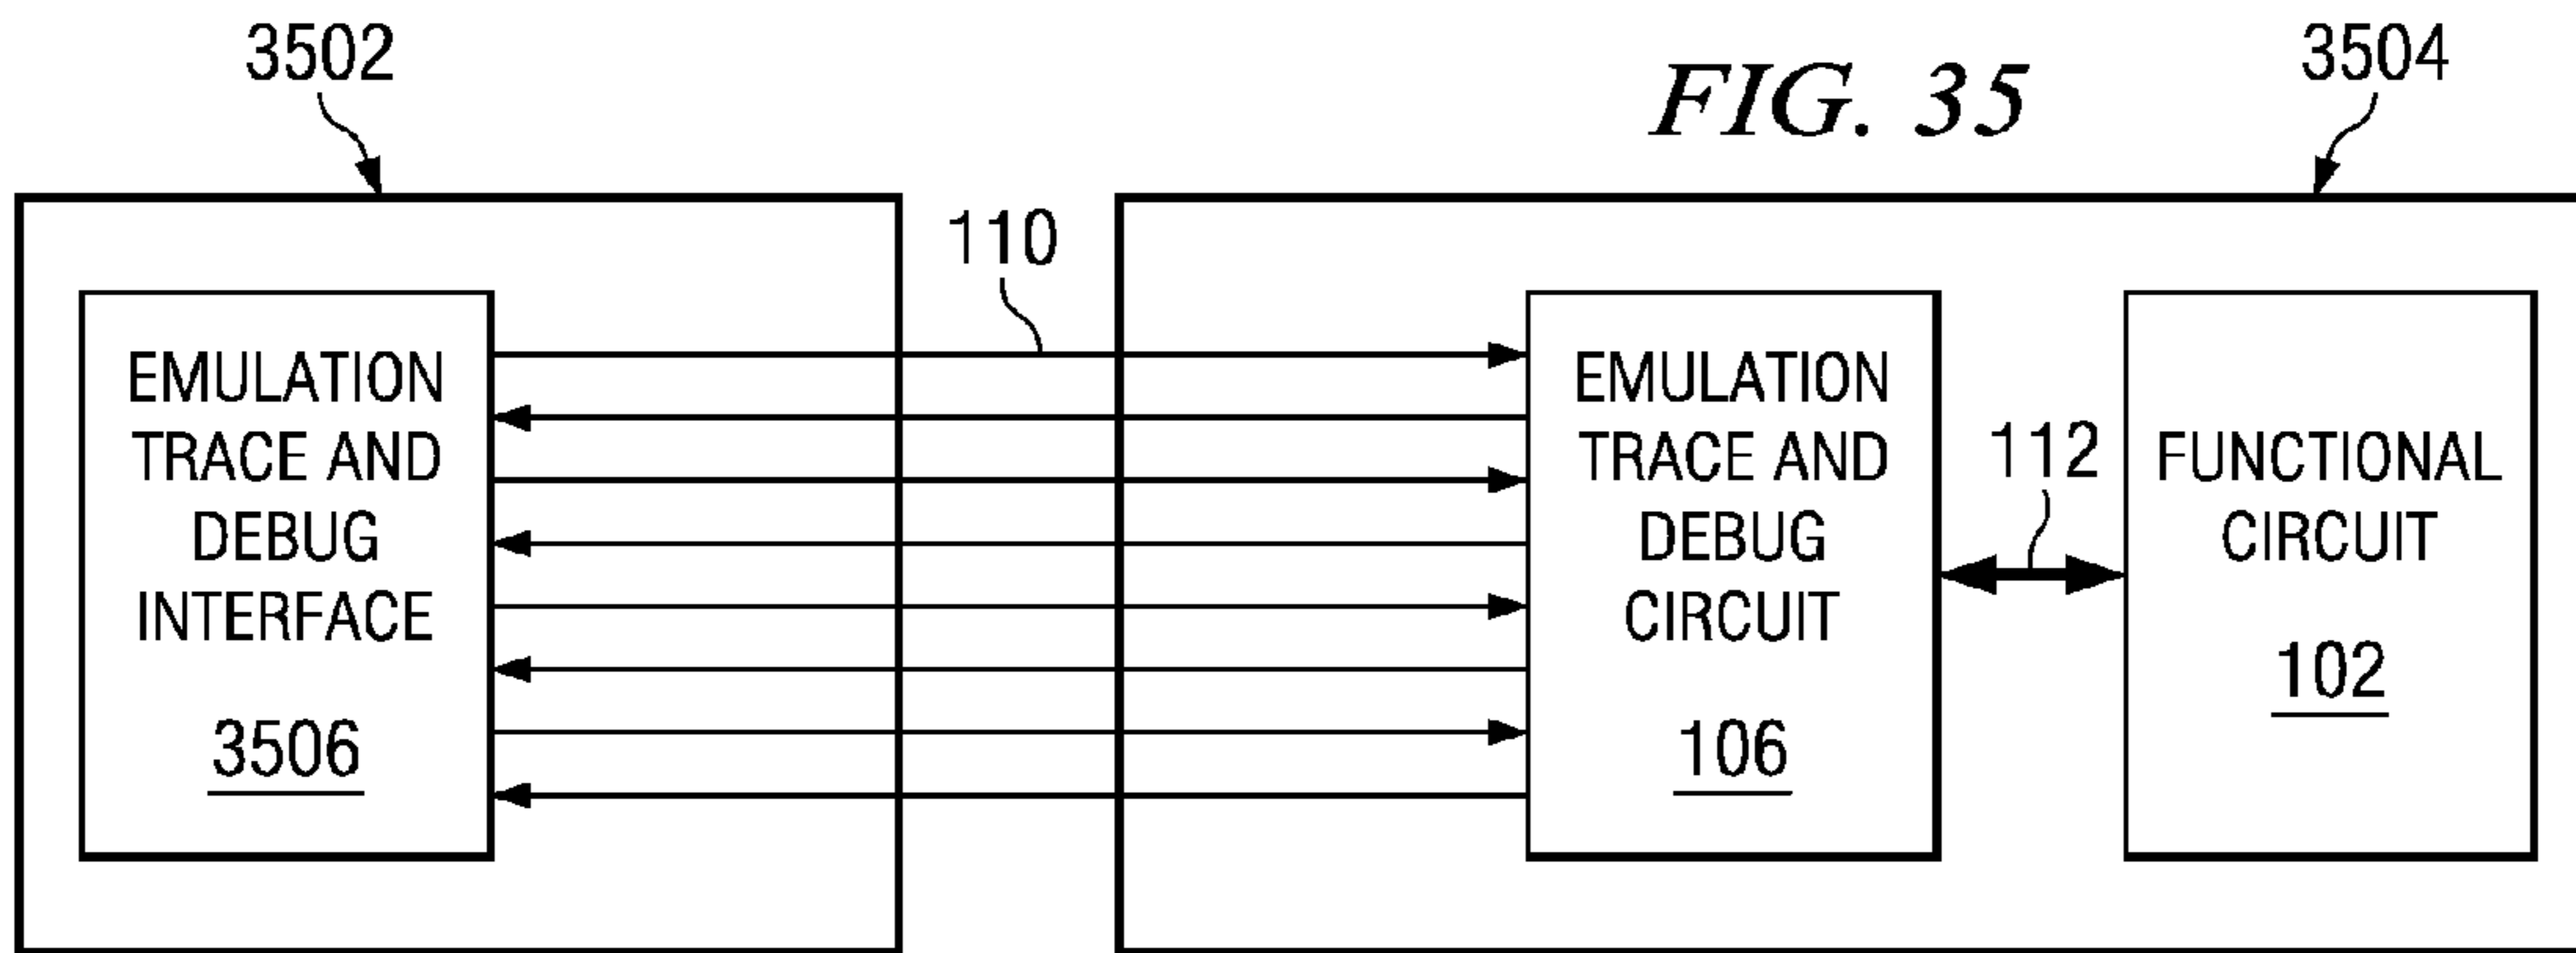 3502
FIG. 35
3504
110
EMULATION
TRACE AND
DEBUG
INTERFACE
3506
EMULATION
TRACE AND
DEBUG
CIRCUIT
106
112
FUNCTIONAL
CIRCUIT
102